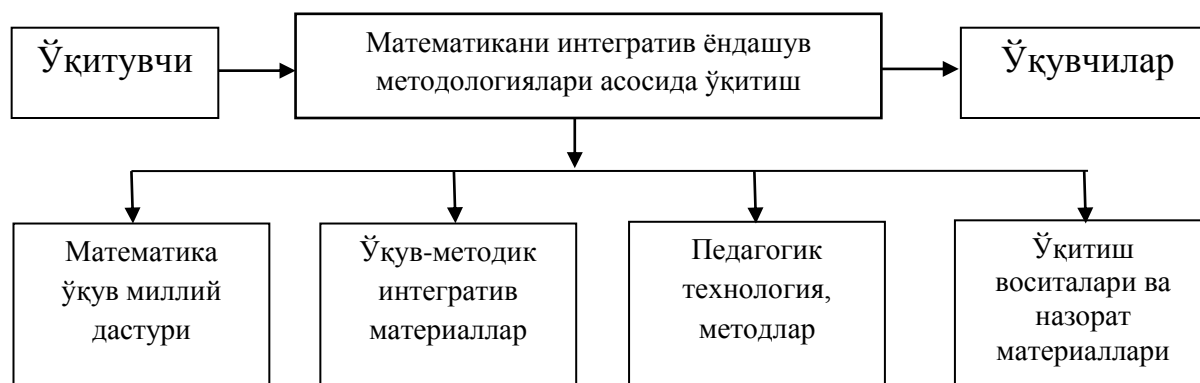 Ўқитувчи
Математикани интегратив ёндашув
методологиялари асосида ўқитиш
Ўқувчилар
Математика
ўқув миллий
дастури
Ўқув-методик
интегратив
материаллар
Педагогик
технология,
методлар
Ўқитиш
воситалари ва
назорат
материаллари